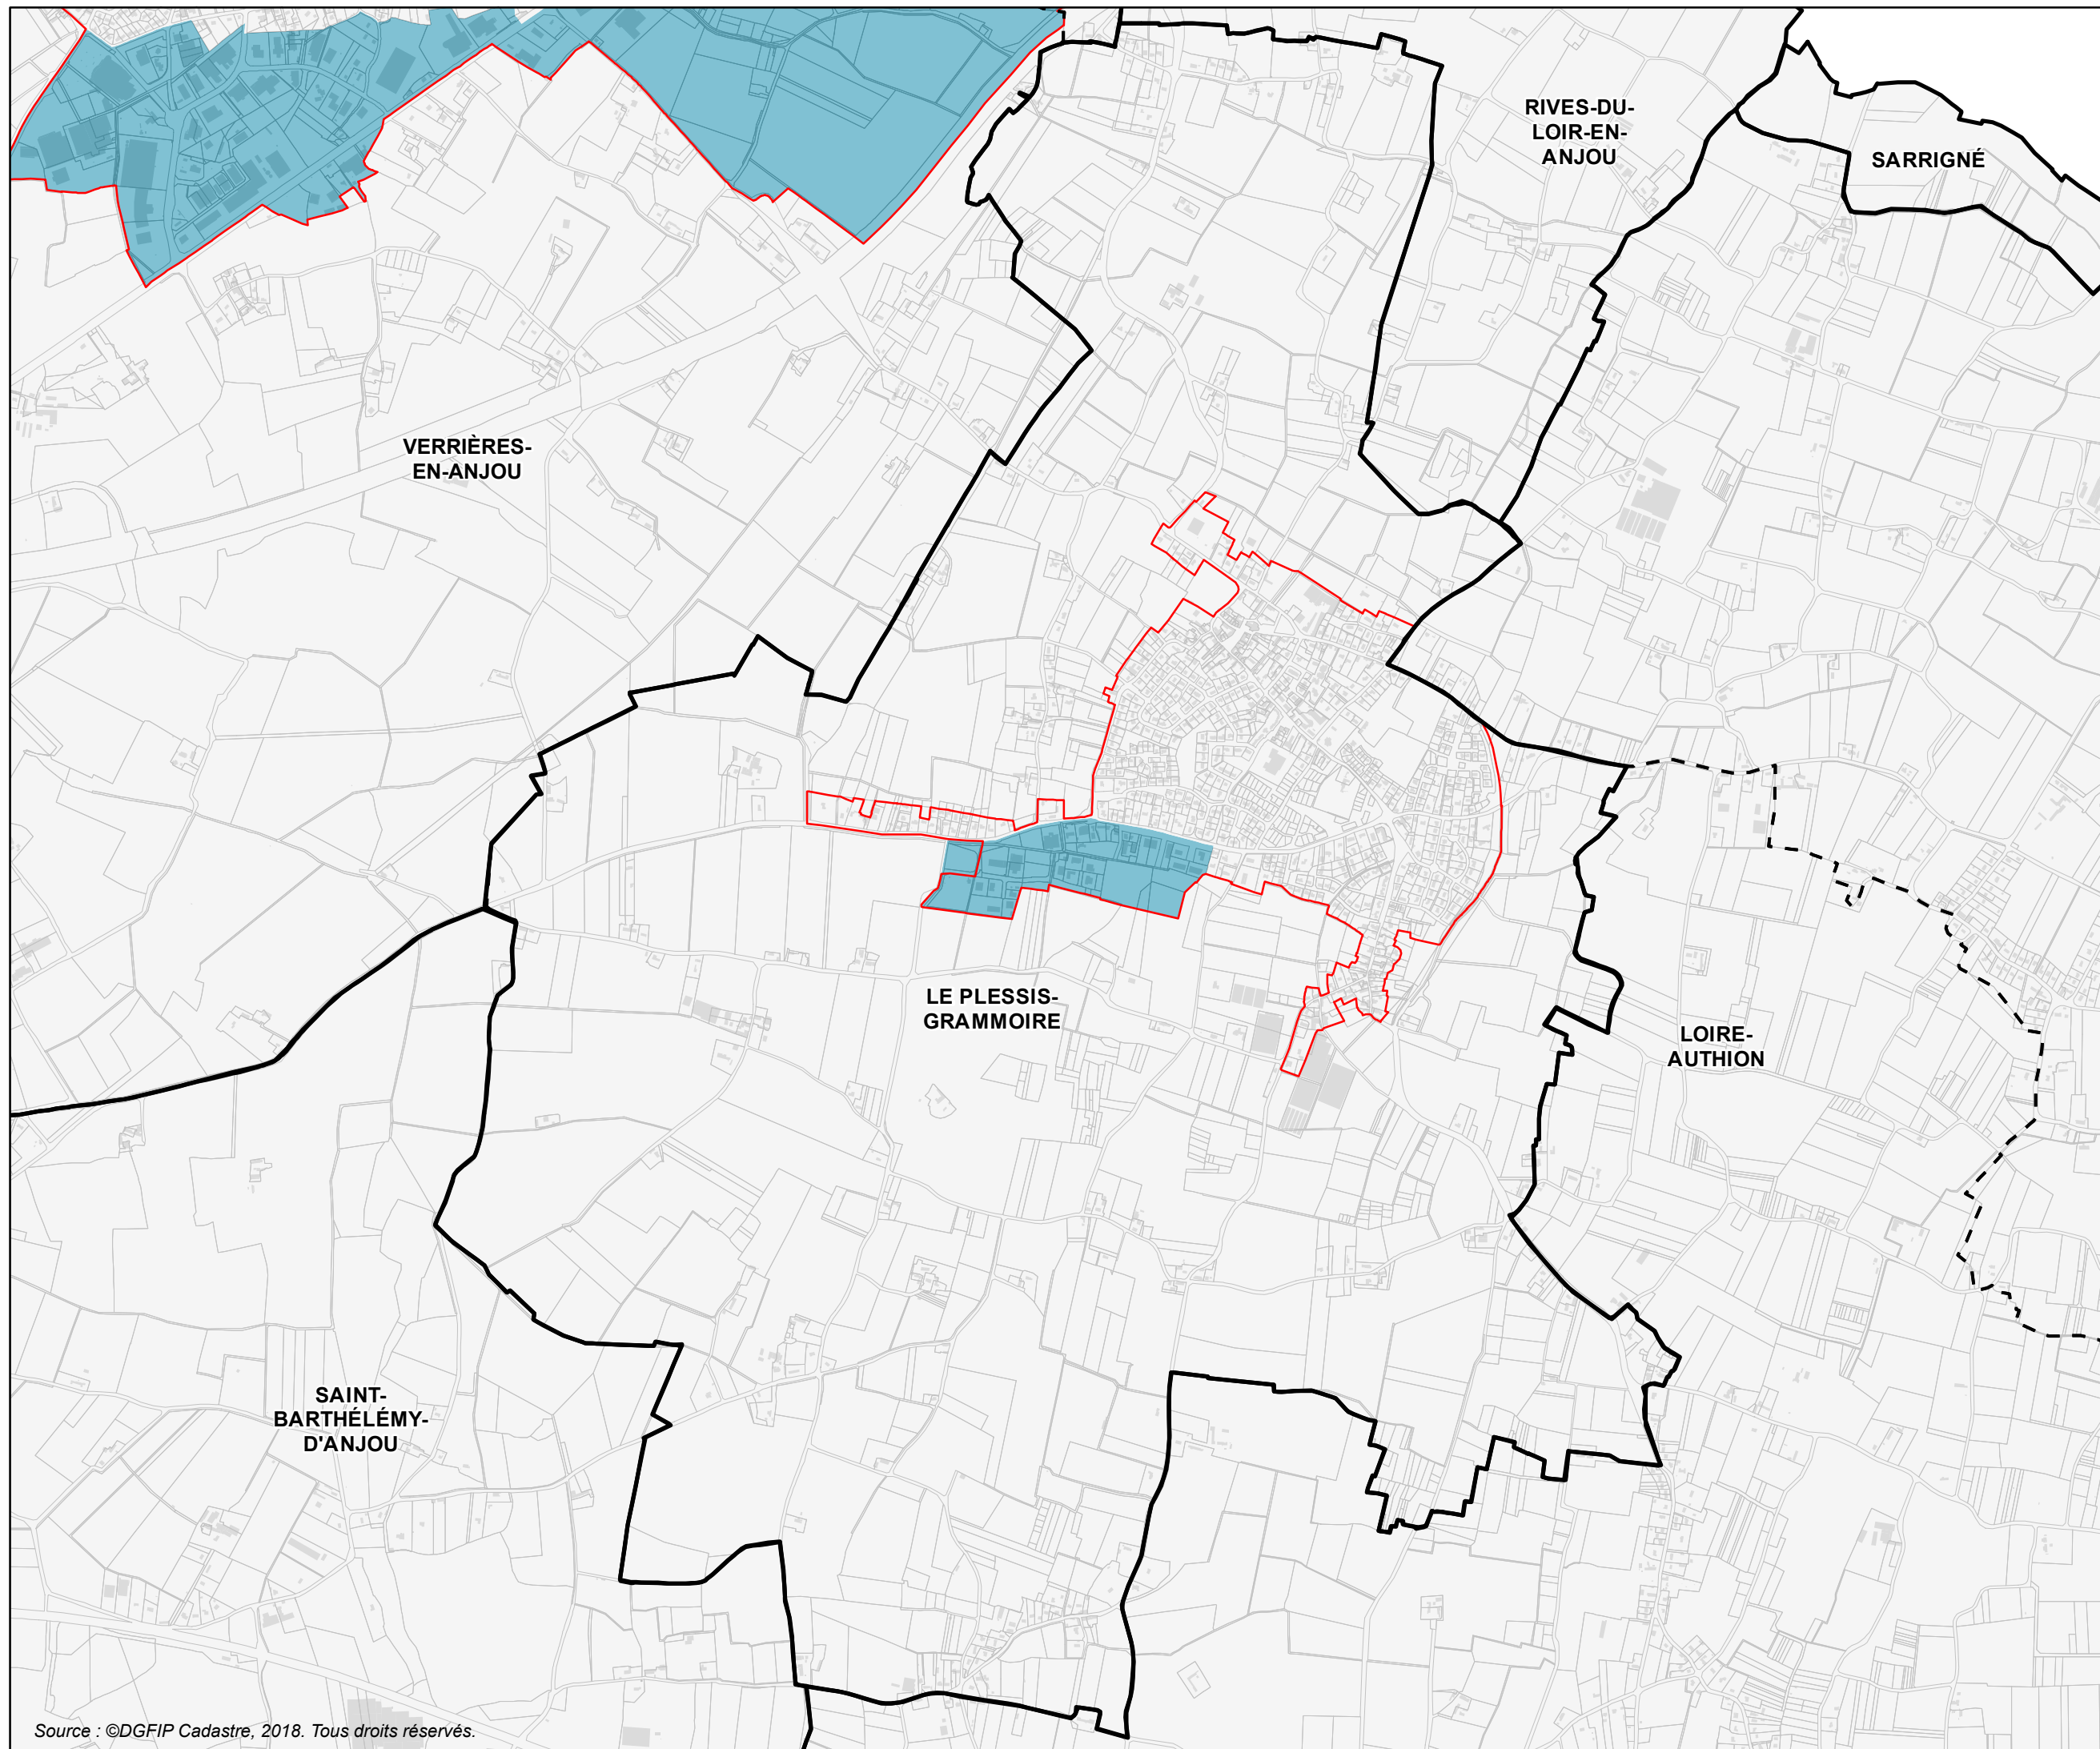 RIVES-DU-
LOIR-EN-
ANJOU
SARRIGNÉ
VERRIÈRES-
EN-ANJOU
LE PLESSIS-
GRAMMOIRE
LOIRE-
AUTHION
SAINT-
BARTHÉLÉMY-
D'ANJOU
Source : ©DGFIP Cadastre, 2018. Tous droits réservés.